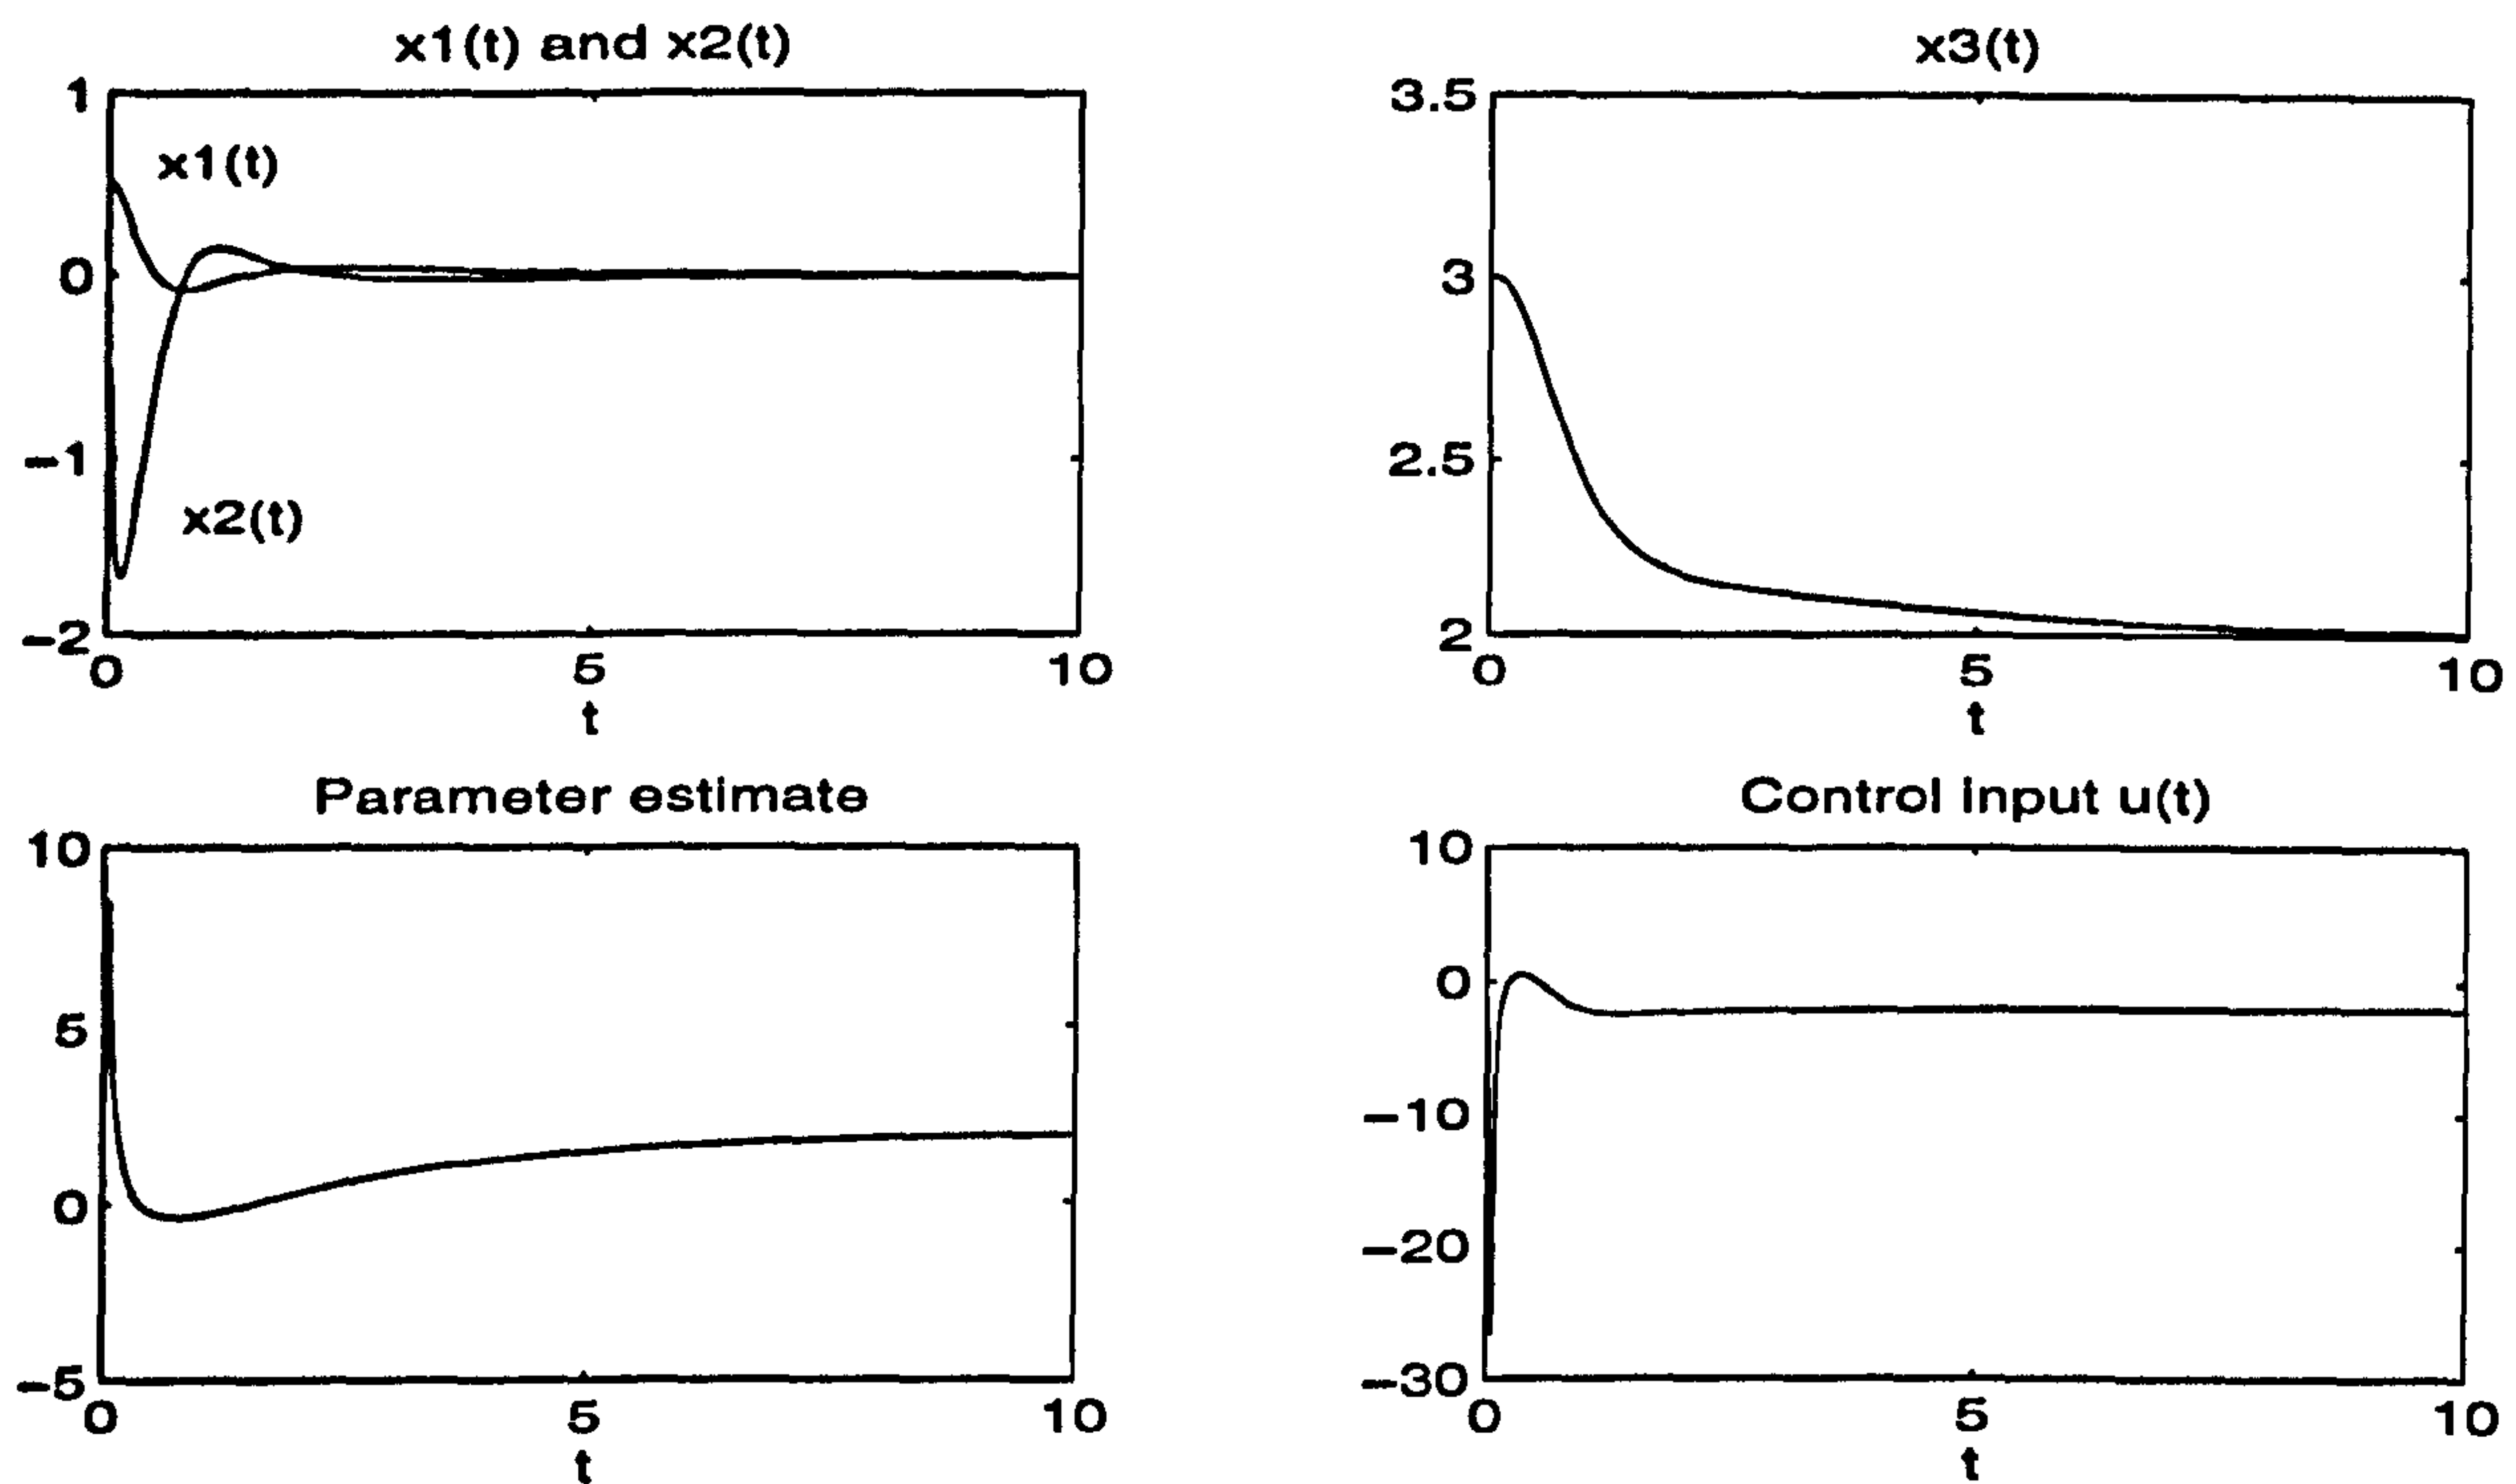 x1(t) and x2(t)
1
0
−1
−2
x1(t)
x2(t)
0 5 10
t
x3(t)
3.5
3
2.5
2
0 5 10
t
Parameter estimate
10
5
0
−5
0 5 10
t
Control input u(t)
10
0
−10
−20
−30
0 5 10
t